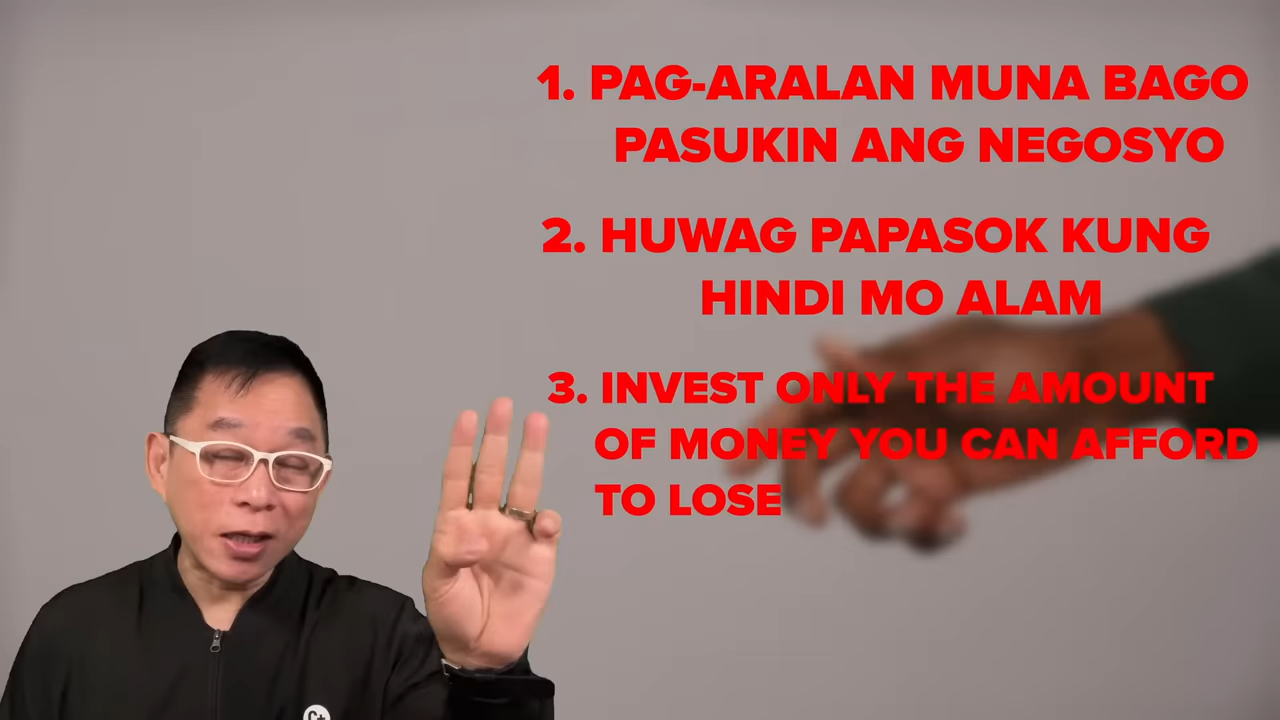 1. PAG-ARALAN MUNA BAGO
PASUKIN ANG NEGOSYO
2. HUWAG PAPASOK KUNG
HINDI MO ALAM
3. INVEST ONLY THE AMOUNT
OF MONEY YOU CAN AFFORD
TO LOSE